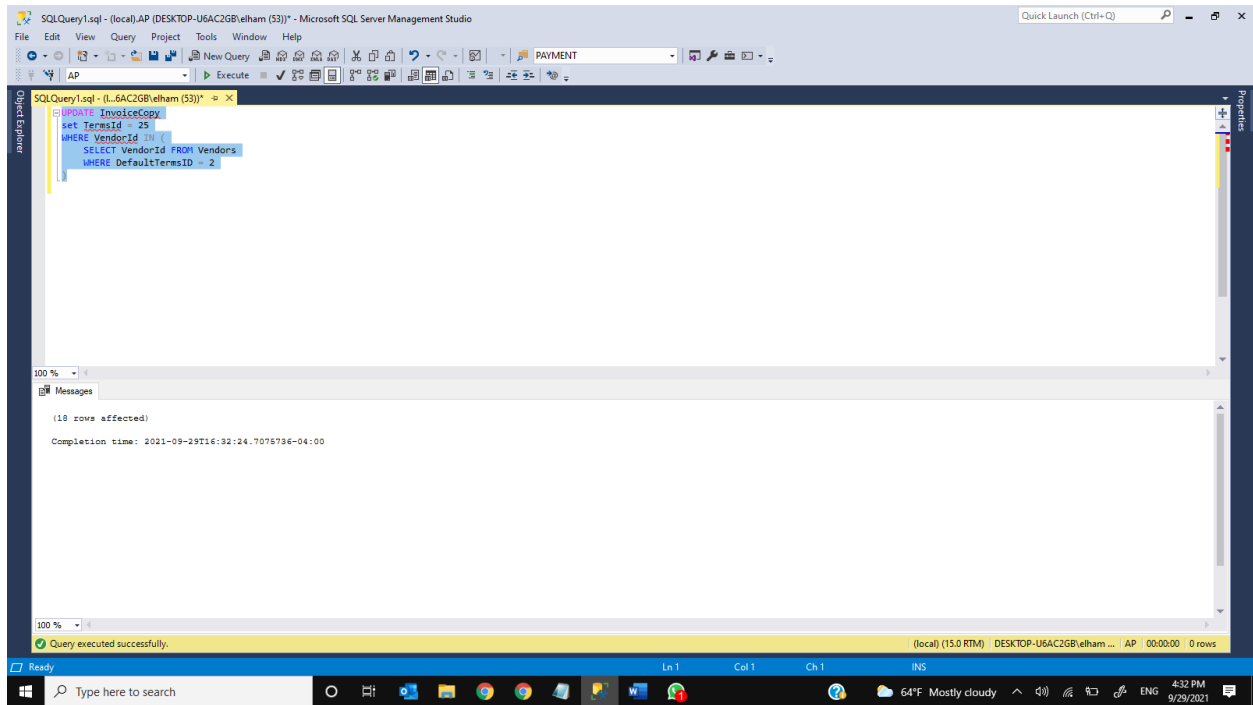 SQLQuery1.sql - (local).AP (DESKTOP-U6AC2GB\elham (53))* - Microsoft SQL Server Management Studio
Quick Launch (Ctrl+Q)
File Edit View Query Project Tools Window Help
New Query
PAYMENT
AP
Execute
SQLQuery1.sql - (l...6AC2GB\elham (53))*
Object Explorer
Properties
UPDATE InvoiceCopy
set TermsId = 25
WHERE VendorId IN (
SELECT VendorId FROM Vendors
WHERE DefaultTermsID = 2
)
100 %
Messages
(18 rows affected)
Completion time: 2021-09-29T16:32:24.7075736-04:00
100 %
Query executed successfully.
(local) (15.0 RTM) DESKTOP-U6AC2GB\elham ... AP 00:00:00 0 rows
Ready
Ln 1 Col 1 Ch 1 INS
Type here to search
64°F Mostly cloudy
ENG
4:32 PM
9/29/2021